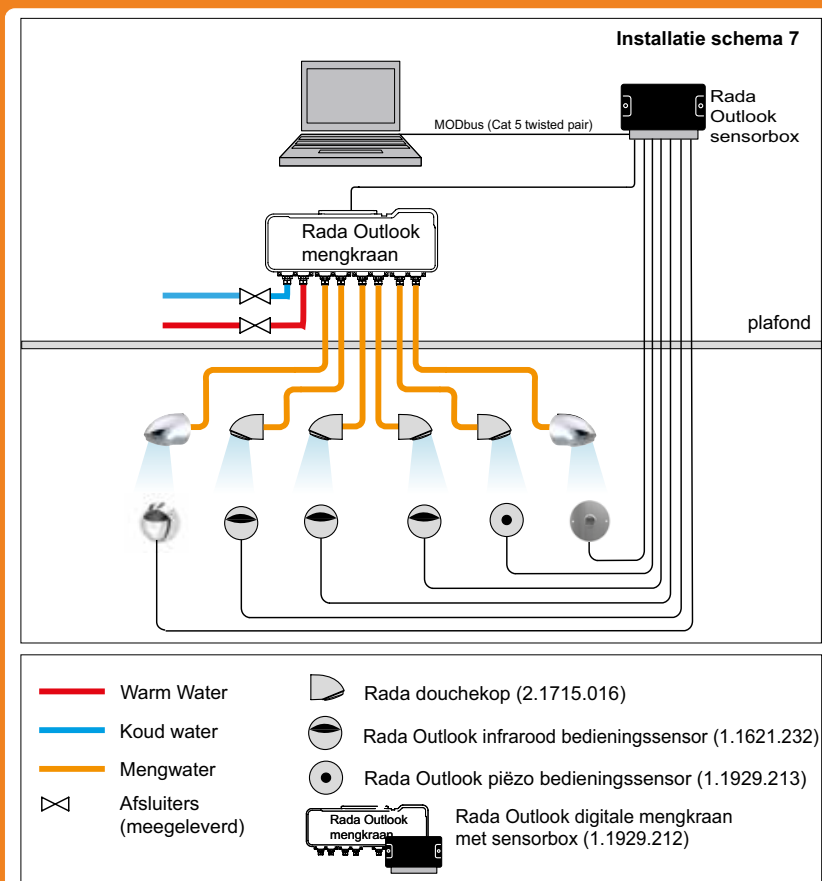 Installatie schema 7
Rada
Outlook
sensorbox
MODbus (Cat 5 twisted pair)
Rada Outlook
mengkraan
plafond
Warm Water
Koud water
Mengwater
Afsluiters
(meegeleverd)
Rada douchekop (2.1715.016)
Rada Outlook infrarood bedieningssensor (1.1621.232)
Rada Outlook piëzo bedieningssensor (1.1929.213)
Rada Outlook
mengkraan
Rada Outlook digitale mengkraan
met sensorbox (1.1929.212)